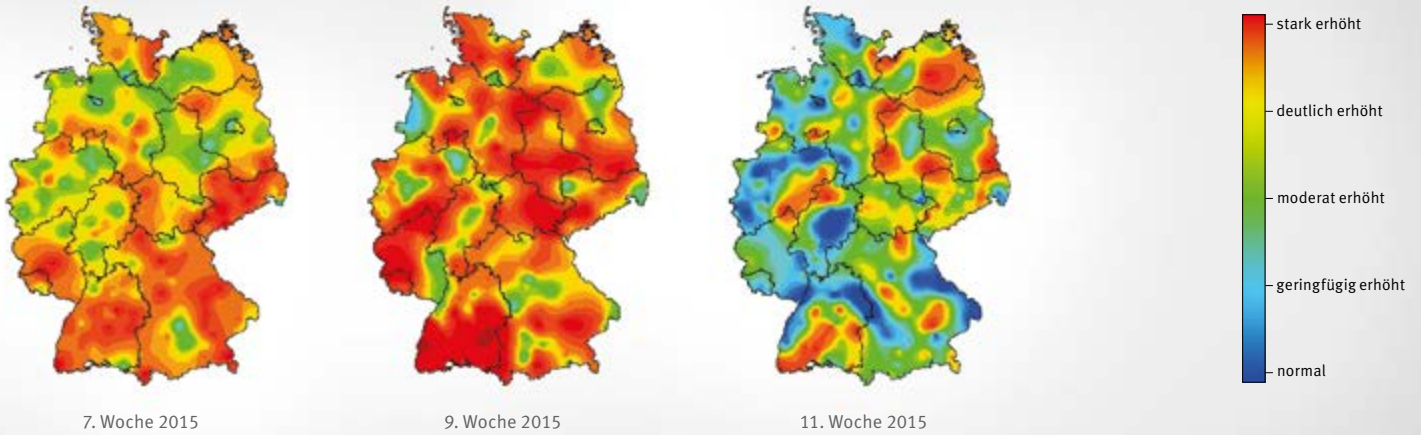 stark erhöht
deutlich erhöht
moderat erhöht
geringfügig erhöht
normal
7. Woche 2015
9. Woche 2015
11. Woche 2015